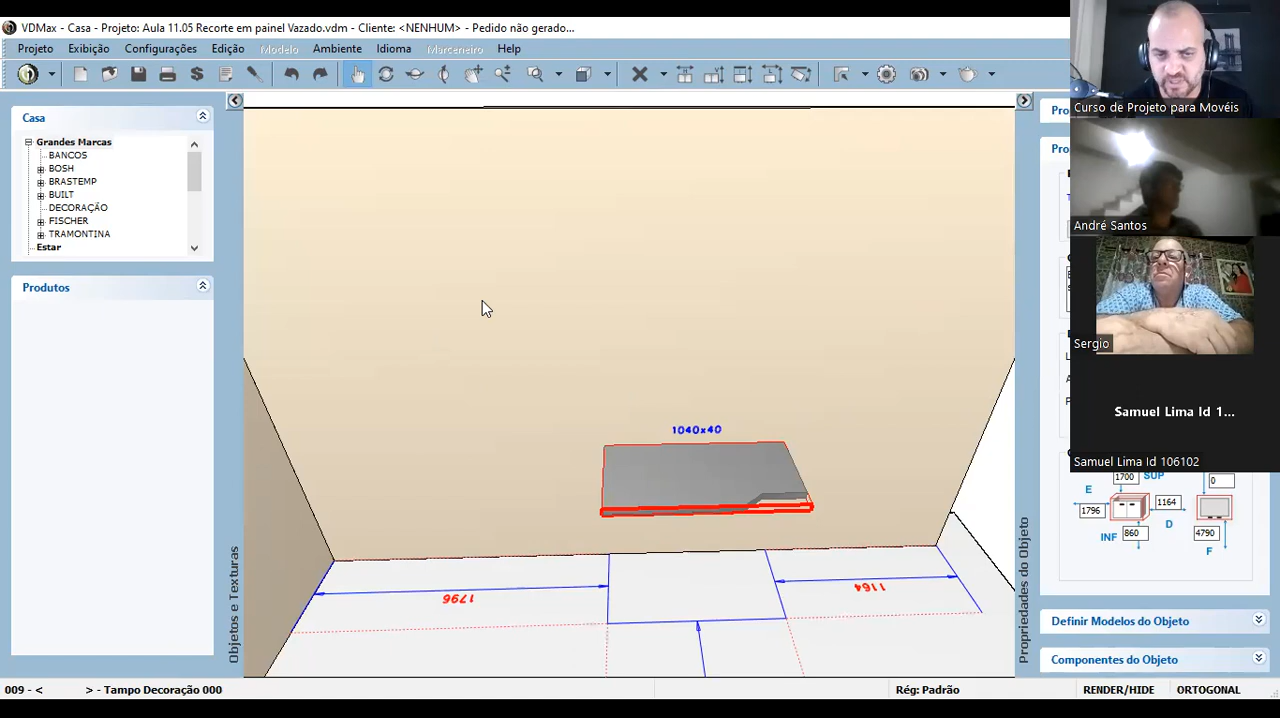 VDMax - Casa - Projeto: Aula 11.05 Recorte em painel Vazado.vdm - Cliente: <NENHUM> - Pedido não gerado...
Projeto Exibição Configurações Edição Modelo Ambiente Idioma Marceneiro Help
Casa
Grandes Marcas
BANCOS
BOSH
BRASTEMP
BUILT
DECORAÇÃO
FISCHER
TRAMONTINA
Estar
Produtos
Objetos e Texturas
1040x40
1796
1164
Propriedades do Objeto
Curso de Projeto para Movéis
André Santos
Sergio
Samuel Lima Id 1...
Samuel Lima Id 106102
1700 SUP 0
E
1796 1164
D
INF 860 4790
F
Definir Modelos do Objeto
Componentes do Objeto
009 - < > - Tampo Decoração 000
Rég: Padrão
RENDER/HIDE
ORTOGONAL